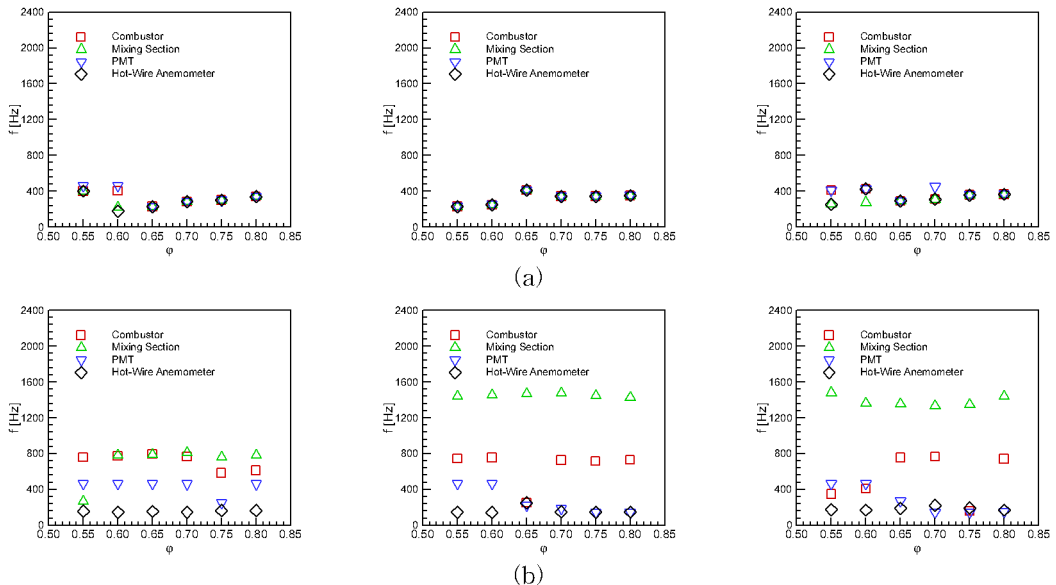 2400
2000
1600
1200
800
400
0
f [Hz]
Combustor
Mixing Section
PMT
Hot-Wire Anemometer
0.50 0.55 0.60 0.65 0.70 0.75 0.80 0.85
φ
2400
2000
1600
1200
800
400
0
f [Hz]
Combustor
Mixing Section
PMT
Hot-Wire Anemometer
0.50 0.55 0.60 0.65 0.70 0.75 0.80 0.85
φ
2400
2000
1600
1200
800
400
0
f [Hz]
Combustor
Mixing Section
PMT
Hot-Wire Anemometer
0.50 0.55 0.60 0.65 0.70 0.75 0.80 0.85
φ
(a)
2400
2000
1600
1200
800
400
0
f [Hz]
Combustor
Mixing Section
PMT
Hot-Wire Anemometer
0.50 0.55 0.60 0.65 0.70 0.75 0.80 0.85
φ
2400
2000
1600
1200
800
400
0
f [Hz]
Combustor
Mixing Section
PMT
Hot-Wire Anemometer
0.50 0.55 0.60 0.65 0.70 0.75 0.80 0.85
φ
2400
2000
1600
1200
800
400
0
f [Hz]
Combustor
Mixing Section
PMT
Hot-Wire Anemometer
0.50 0.55 0.60 0.65 0.70 0.75 0.80 0.85
φ
(b)